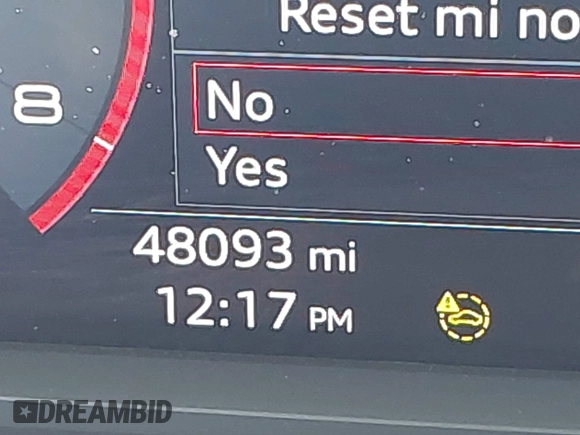 Reset mi no
No
Yes
8
48093 mi
12:17 PM
DREAMBID